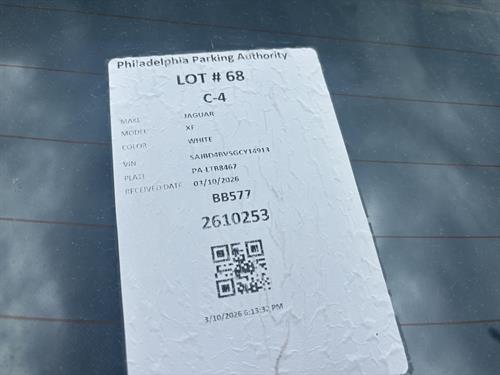 Philadelphia Parking Authority
LOT # 68
C-4
MAKE JAGUAR
MODEL XF
COLOR WHITE
VIN SAJBD4BV5GCY14913
PLATE PA-LTR8467
RECEIVED DATE 03/10/2026
BB577
2610253
3/10/2026 6:13:32 PM